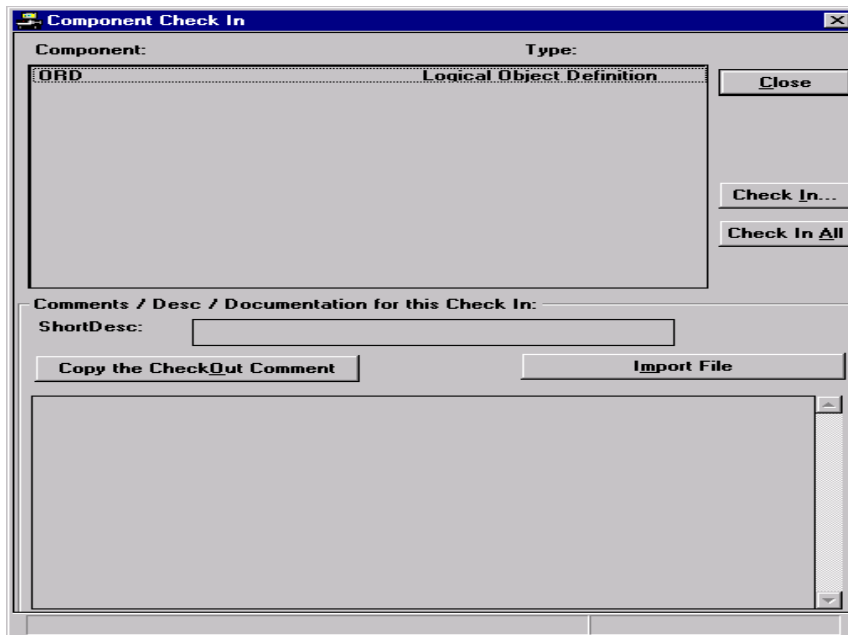 Component Check In
Component: Type:
ORD Logical Object Definition
Close
Check In...
Check In All
Comments / Desc / Documentation for this Check In:
ShortDesc:
Copy the CheckOut Comment Import File